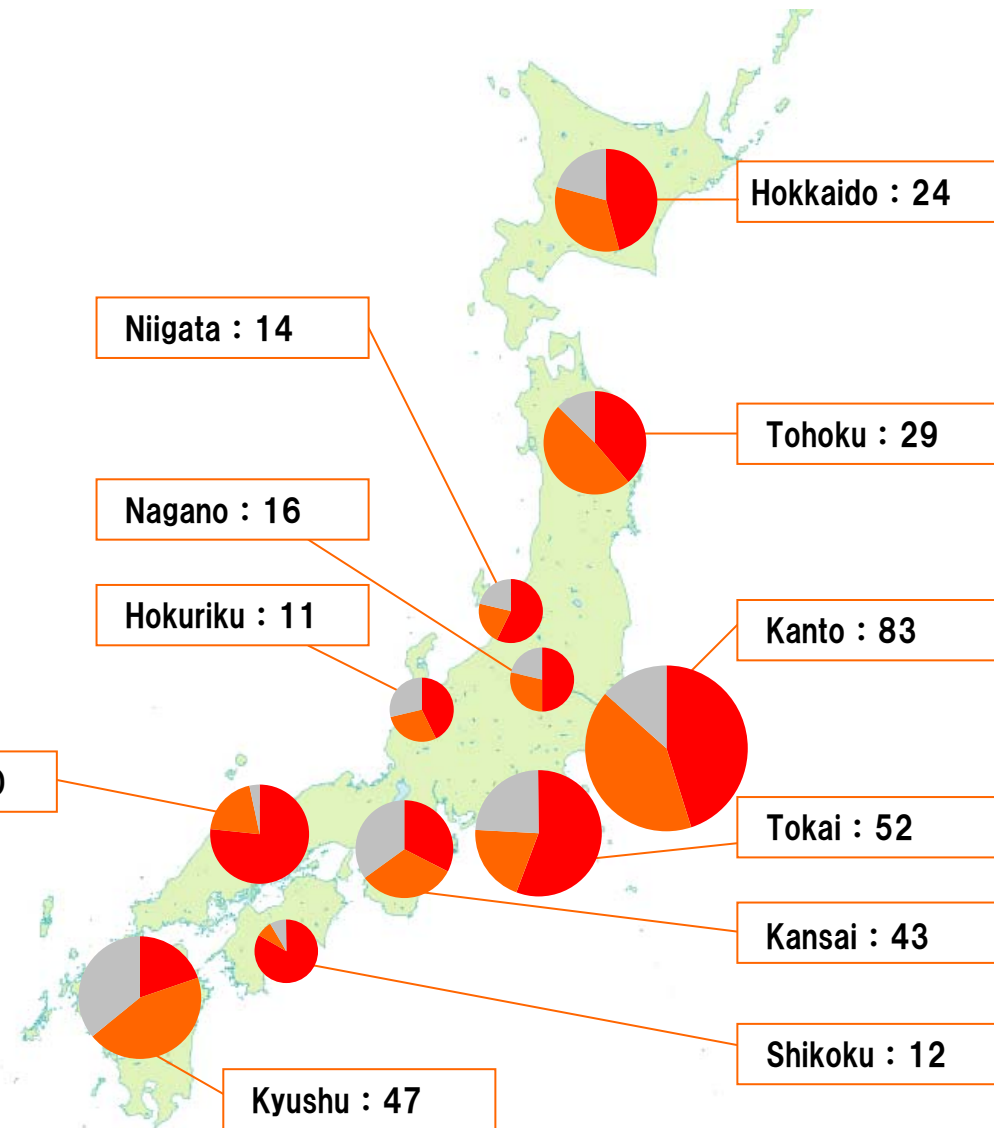 Hokkaido : 24
Niigata : 14
Tohoku : 29
Nagano : 16
Hokuriku : 11
Kanto : 83
Tokai : 52
Kansai : 43
Shikoku : 12
Kyushu : 47